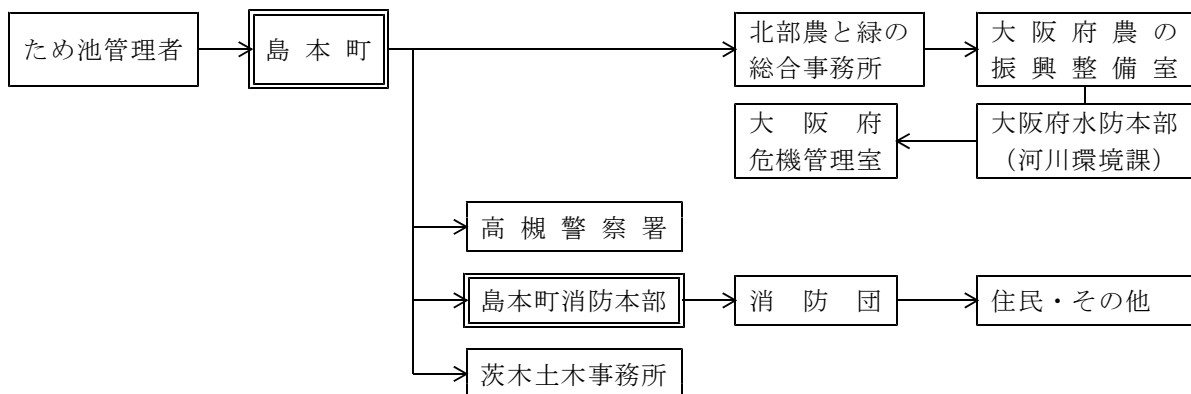 ため池管理者
島本町
北部農と緑の
総合事務所
大阪府農の
振興整備室
大阪府
危機管理室
大阪府水防本部
（河川環境課）
高槻警察署
島本町消防本部
消防団
住民・その他
茨木土木事務所